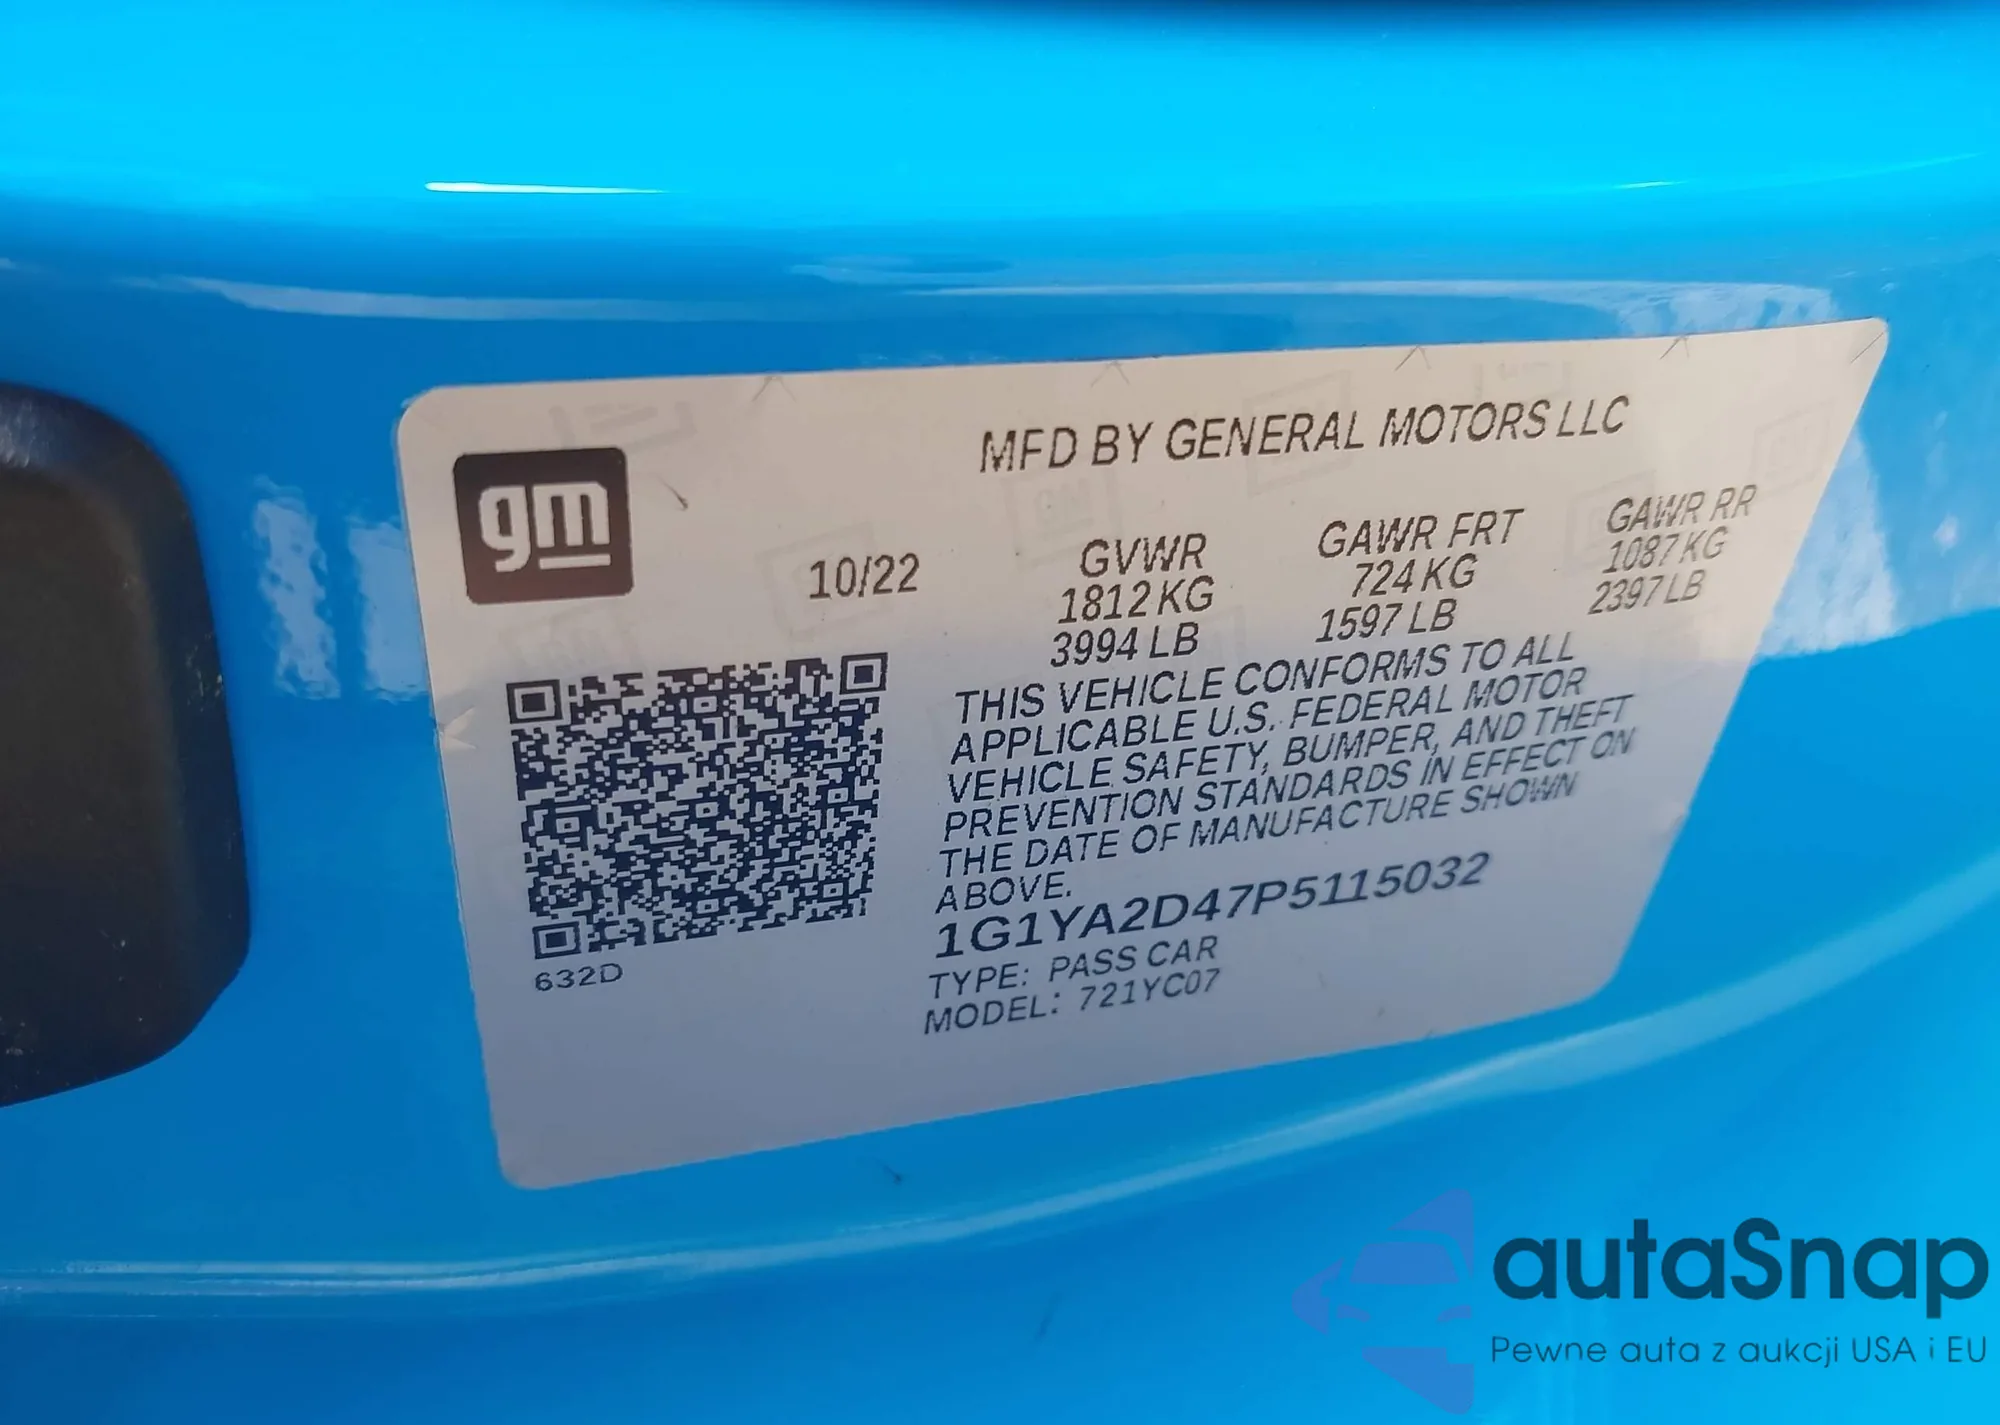 gm
MFD BY GENERAL MOTORS LLC
10/22
GVWR
1812 KG
3994 LB
GAWR FRT
724 KG
1597 LB
GAWR RR
1087 KG
2397 LB
THIS VEHICLE CONFORMS TO ALL
APPLICABLE U.S. FEDERAL MOTOR
VEHICLE SAFETY, BUMPER, AND THEFT
PREVENTION STANDARDS IN EFFECT ON
THE DATE OF MANUFACTURE SHOWN
ABOVE.
1G1YA2D47P5115032
TYPE: PASS CAR
MODEL: 721YC07
632D
autaSnap
Pewne auta z aukcji USA i EU